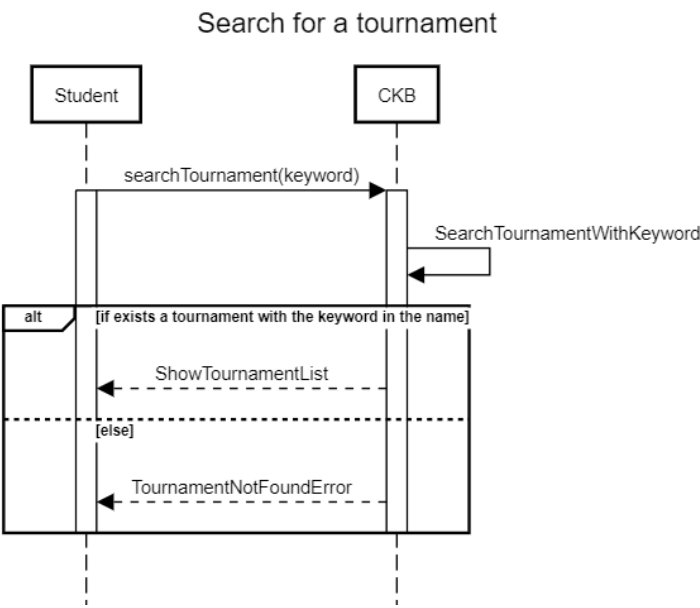 Search for a tournament
Student
CKB
searchTournament(keyword)
SearchTournamentWithKeyword
alt
[if exists a tournament with the keyword in the name]
ShowTournamentList
[else]
TournamentNotFoundError